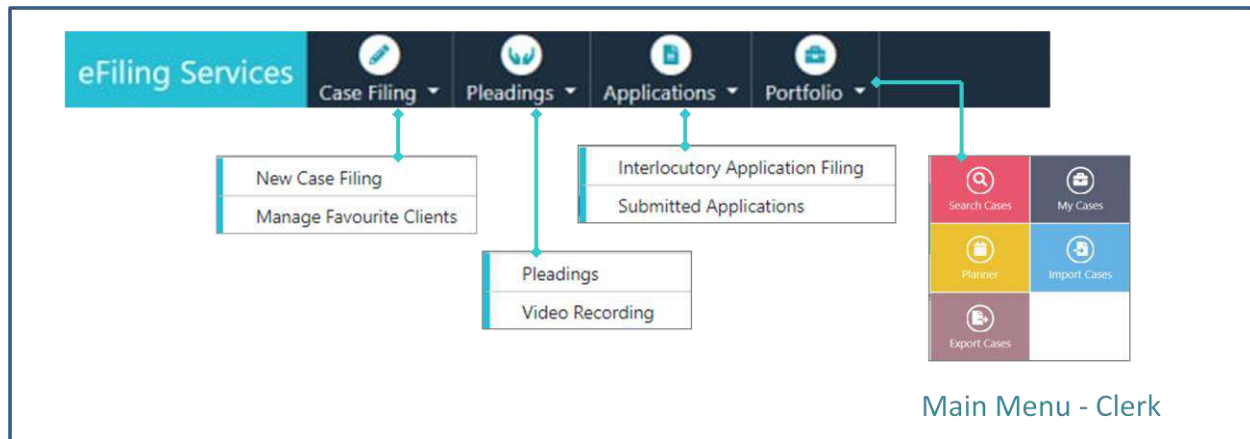 eFiling Services
Case Filing
Pleadings
Applications
Portfolio
New Case Filing
Manage Favourite Clients
Interlocutory Application Filing
Submitted Applications
Pleadings
Video Recording
Search Cases
My Cases
Planner
Import Cases
Export Cases
Main Menu - Clerk